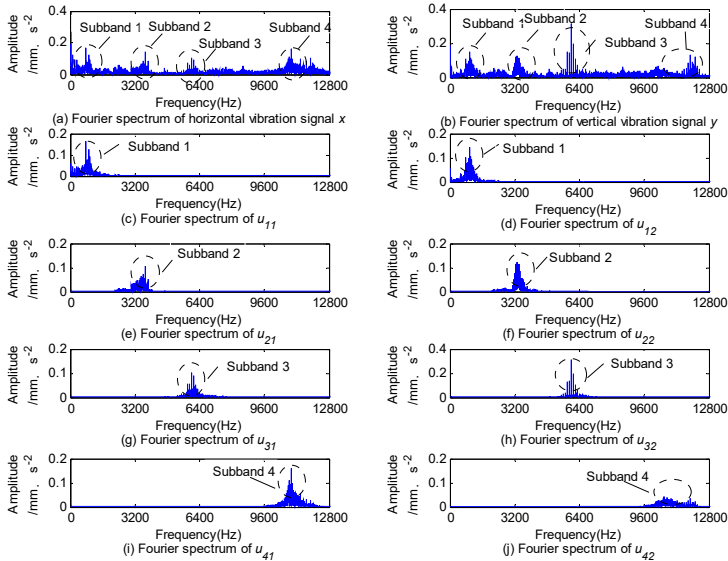 Amplitude
/mm. s-2
0.4
0.2
0
Subband 1
Subband 2
Subband 3
Subband 4
0 3200 6400 9600 12800
Frequency(Hz)
(a) Fourier spectrum of horizontal vibration signal x
0.4
0.2
0
Subband 1
Subband 2
Subband 3
Subband 4
0 3200 6400 9600 12800
Amplitude
/mm. s-2
Frequency(Hz)
(b) Fourier spectrum of vertical vibration signal y
Amplitude
/mm. s-2
0.2
0.1
0
Subband 1
0 3200 6400 9600 12800
Frequency(Hz)
(c) Fourier spectrum of u11
Amplitude
/mm. s-2
0.2
0.1
0
Subband 1
0 3200 6400 9600 12800
Frequency(Hz)
(d) Fourier spectrum of u12
Amplitude
/mm. s-2
0.2
0.1
0
Subband 2
0 3200 6400 9600 12800
Frequency(Hz)
(e) Fourier spectrum of u21
Amplitude
/mm. s-2
0.2
0.1
0
Subband 2
0 3200 6400 9600 12800
Frequency(Hz)
(f) Fourier spectrum of u22
Amplitude
/mm. s-2
0.2
0.1
0
Subband 3
0 3200 6400 9600 12800
Frequency(Hz)
(g) Fourier spectrum of u31
Amplitude
/mm. s-2
0.4
0.2
0
Subband 3
0 3200 6400 9600 12800
Frequency(Hz)
(h) Fourier spectrum of u32
Amplitude
/mm. s-2
0.2
0.1
0
Subband 4
0 3200 6400 9600 12800
Frequency(Hz)
(i) Fourier spectrum of u41
Amplitude
/mm. s-2
0.2
0.1
0
Subband 4
0 3200 6400 9600 12800
Frequency(Hz)
(j) Fourier spectrum of u42